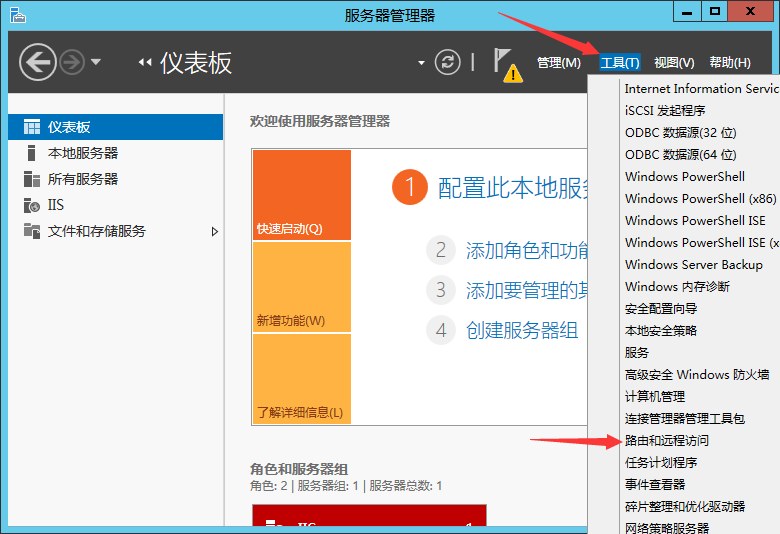 服务器管理器
仪表板
管理(M) 工具(T) 视图(V) 帮助(H)
仪表板
本地服务器
所有服务器
IIS
文件和存储服务
欢迎使用服务器管理器
快速启动(Q)
新增功能(W)
了解详细信息(L)
1 配置此本地服
2 添加角色和功能
3 添加要管理的其
4 创建服务器组
角色和服务器组
角色: 2 | 服务器组: 1 | 服务器总数: 1
IIS 1
Internet Information Servic
iSCSI 发起程序
ODBC 数据源(32 位)
ODBC 数据源(64 位)
Windows PowerShell
Windows PowerShell (x86)
Windows PowerShell ISE
Windows PowerShell ISE (x
Windows Server Backup
Windows 内存诊断
安全配置向导
本地安全策略
服务
高级安全 Windows 防火墙
计算机管理
连接管理器管理工具包
路由和远程访问
任务计划程序
事件查看器
碎片整理和优化驱动器
网络策略服务器